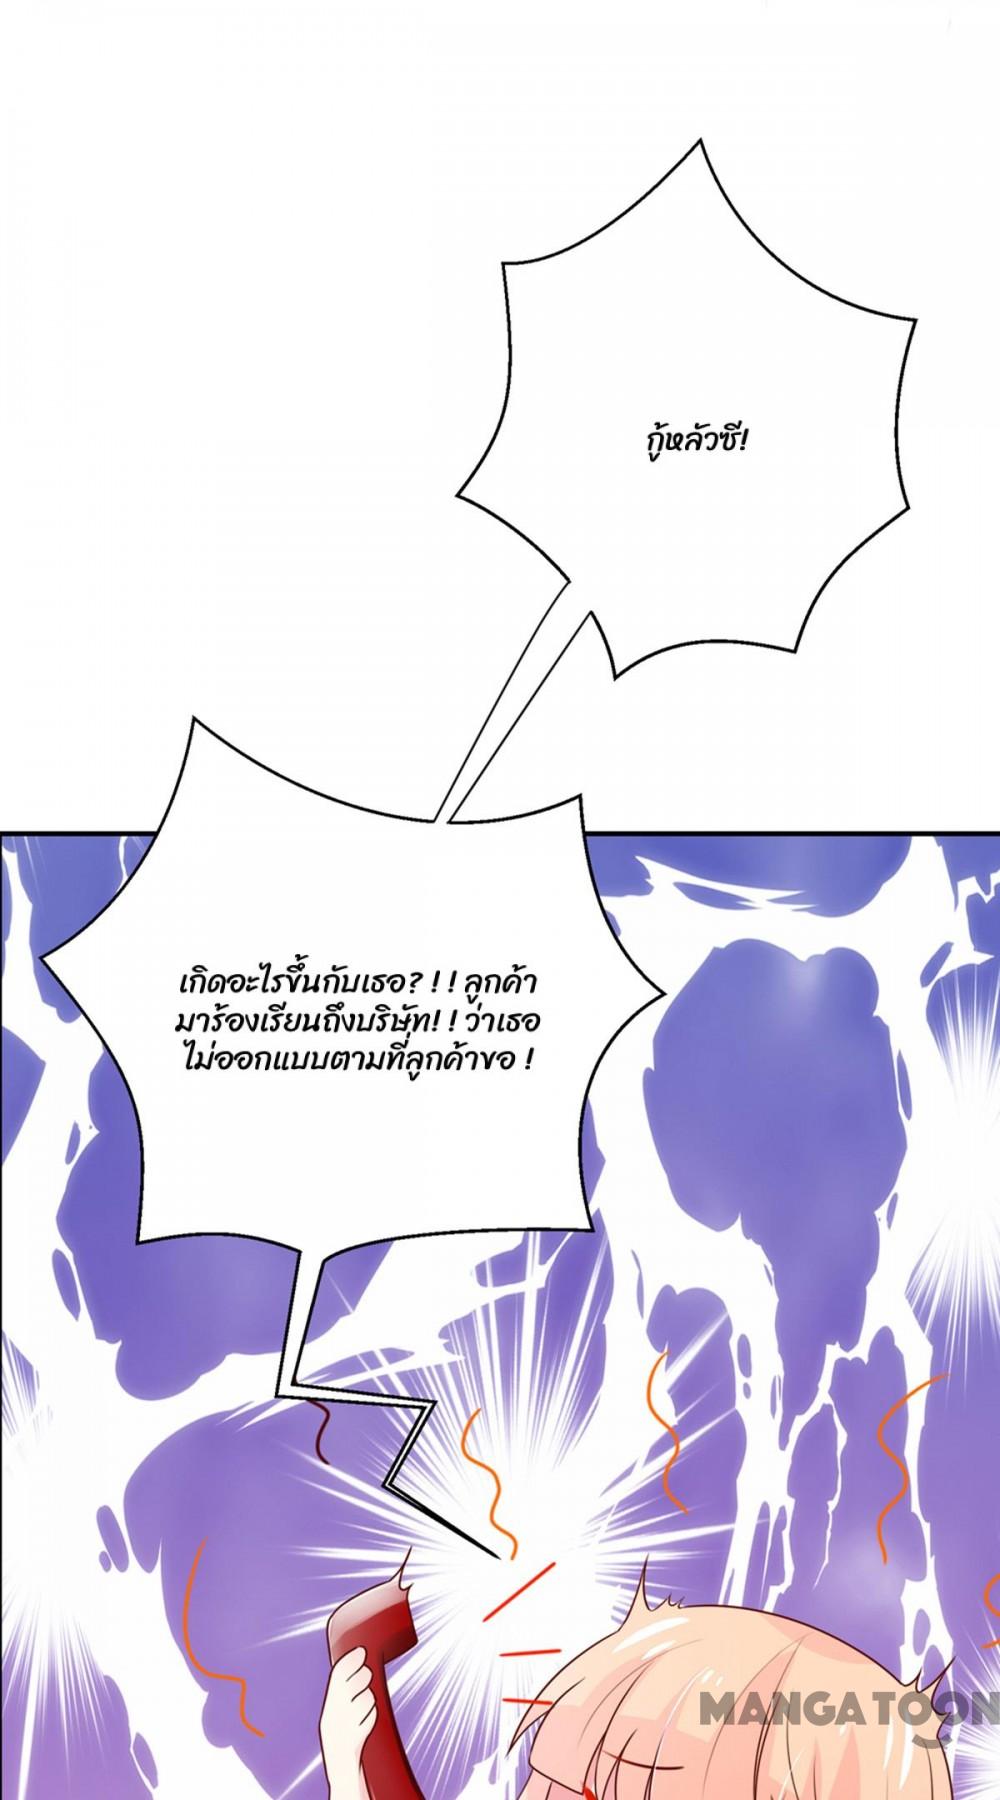 กู้หลัวซี!
เกิดอะไรขึ้นกับเธอ?!! ลูกค้า
มาร้องเรียนถึงบริษัท!! ว่าเธอ
ไม่ออกแบบตามที่ลูกค้าขอ!
MANGATOON